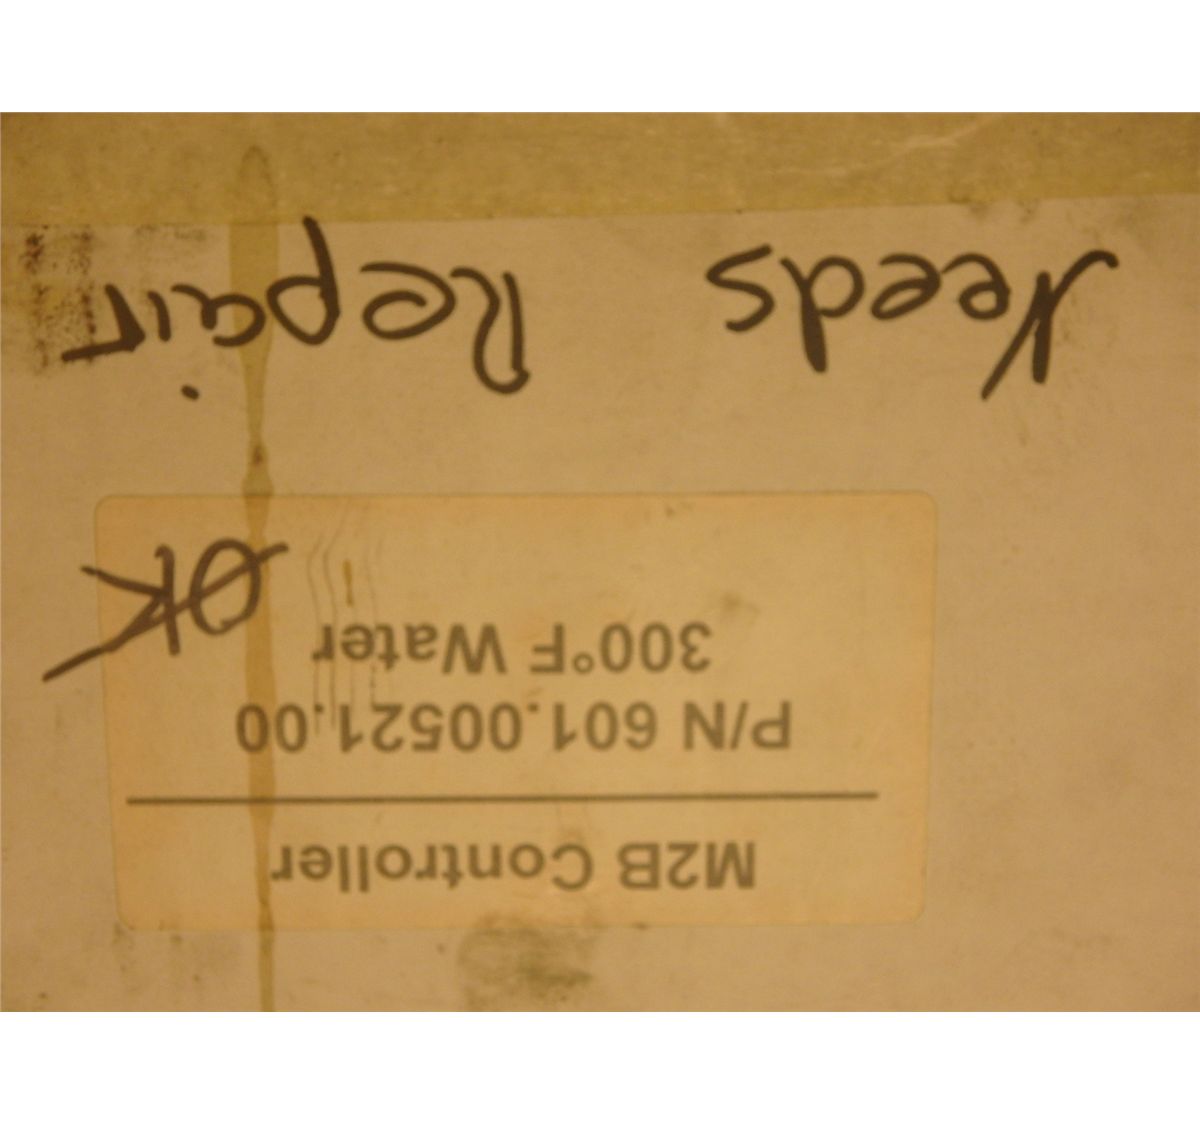 M2B Controller
P/N 601.00521.00
300°F Water
OK
Needs Repair